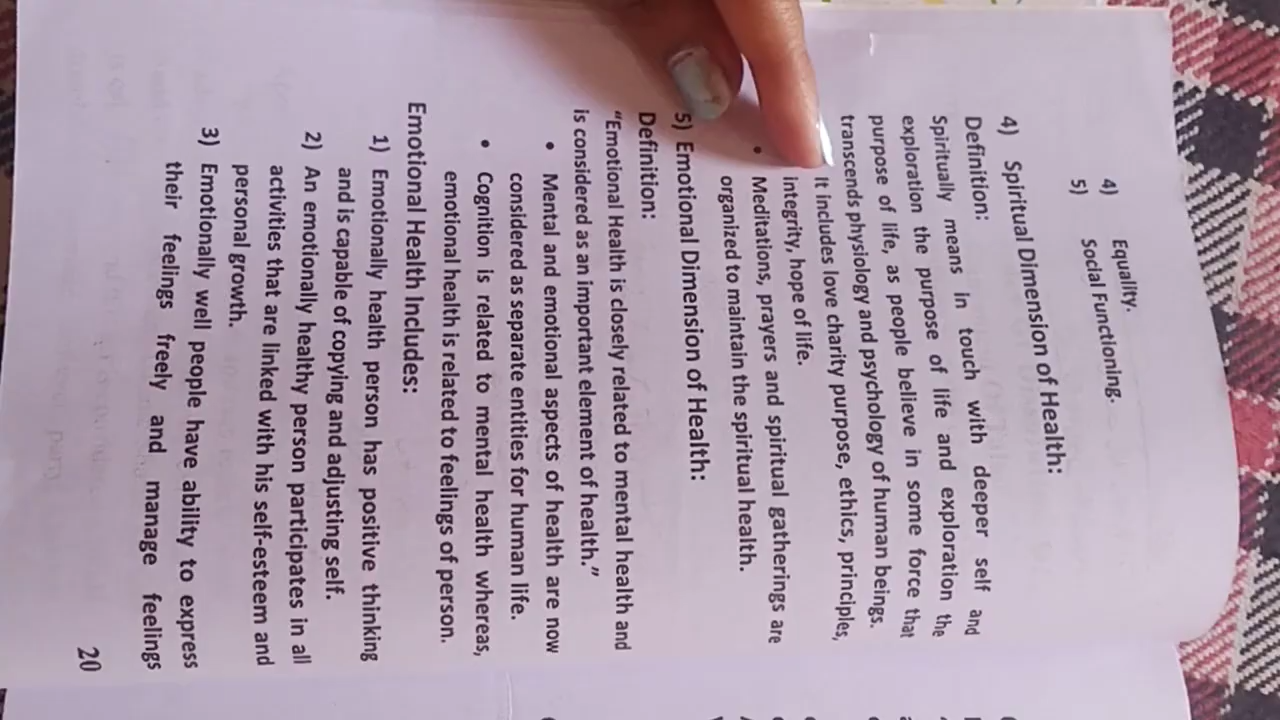 4) Equality.
5) Social Functioning.
4) Spiritual Dimension of Health:
Definition:
Spiritually means in touch with deeper self and
exploration the purpose of life and exploration the
purpose of life, as people believe in some force that
transcends physiology and psychology of human beings.
It includes love charity purpose, ethics, principles,
integrity, hope of life.
• Meditations, prayers and spiritual gatherings are
organized to maintain the spiritual health.
5) Emotional Dimension of Health:
Definition:
"Emotional Health is closely related to mental health and
is considered as an important element of health."
• Mental and emotional aspects of health are now
considered as separate entities for human life.
• Cognition is related to mental health whereas,
emotional health is related to feelings of person.
Emotional Health Includes:
1) Emotionally health person has positive thinking
and is capable of copying and adjusting self.
2) An emotionally healthy person participates in all
activities that are linked with his self-esteem and
personal growth.
3) Emotionally well people have ability to express
their feelings freely and manage feelings
20